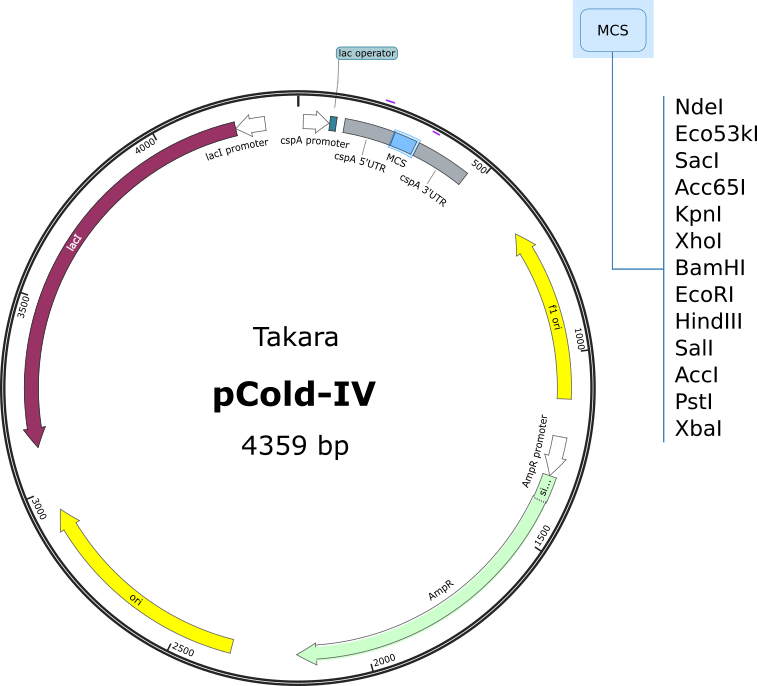 MCS
lac operator
NdeI
Eco53kI
SacI
Acc65I
KpnI
XhoI
BamHI
EcoRI
HindIII
SalI
AccI
PstI
XbaI
lacI promoter
cspA promoter
cspA 5'UTR
MCS
cspA 3'UTR
500
f1 ori
1000
AmpR promoter
si...
1500
AmpR
2000
2500
ori
3000
3500
lacI
4000
Takara
pCold-IV
4359 bp